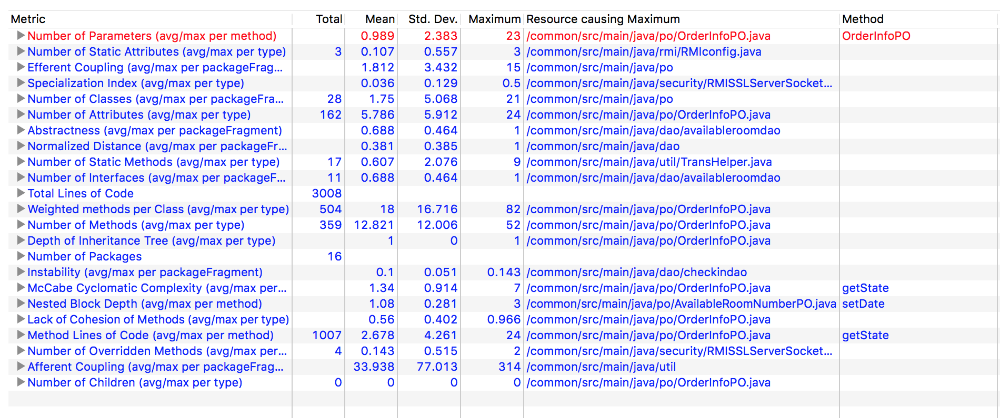 Metric Total Mean Std. Dev. Maximum Resource causing Maximum Method
Number of Parameters (avg/max per method) 0.989 2.383 23 /common/src/main/java/po/OrderInfoPO.java OrderInfoPO
Number of Static Attributes (avg/max per type) 3 0.107 0.557 3 /common/src/main/java/rmi/RMIconfig.java
Efferent Coupling (avg/max per packageFrag... 1.812 3.432 15 /common/src/main/java/po
Specialization Index (avg/max per type) 0.036 0.129 0.5 /common/src/main/java/security/RMISSLServerSocket...
Number of Classes (avg/max per packageFra... 28 1.75 5.068 21 /common/src/main/java/po
Number of Attributes (avg/max per type) 162 5.786 5.912 24 /common/src/main/java/po/OrderInfoPO.java
Abstractness (avg/max per packageFragment) 0.688 0.464 1 /common/src/main/java/dao/availableroomdao
Normalized Distance (avg/max per packageFr... 0.381 0.385 1 /common/src/main/java/dao
Number of Static Methods (avg/max per type) 17 0.607 2.076 9 /common/src/main/java/util/TransHelper.java
Number of Interfaces (avg/max per packageF... 11 0.688 0.464 1 /common/src/main/java/dao/availableroomdao
Total Lines of Code 3008
Weighted methods per Class (avg/max per type) 504 18 16.716 82 /common/src/main/java/po/OrderInfoPO.java
Number of Methods (avg/max per type) 359 12.821 12.006 52 /common/src/main/java/po/OrderInfoPO.java
Depth of Inheritance Tree (avg/max per type) 1 0 1 /common/src/main/java/po/OrderInfoPO.java
Number of Packages 16
Instability (avg/max per packageFragment) 0.1 0.051 0.143 /common/src/main/java/dao/checkindao
McCabe Cyclomatic Complexity (avg/max per... 1.34 0.914 7 /common/src/main/java/po/OrderInfoPO.java getState
Nested Block Depth (avg/max per method) 1.08 0.281 3 /common/src/main/java/po/AvailableRoomNumberPO.java setDate
Lack of Cohesion of Methods (avg/max per type) 0.56 0.402 0.966 /common/src/main/java/po/OrderInfoPO.java
Method Lines of Code (avg/max per method) 1007 2.678 4.261 24 /common/src/main/java/po/OrderInfoPO.java getState
Number of Overridden Methods (avg/max per... 4 0.143 0.515 2 /common/src/main/java/security/RMISSLServerSocket...
Afferent Coupling (avg/max per packageFrag... 33.938 77.013 314 /common/src/main/java/util
Number of Children (avg/max per type) 0 0 0 0 /common/src/main/java/po/OrderInfoPO.java